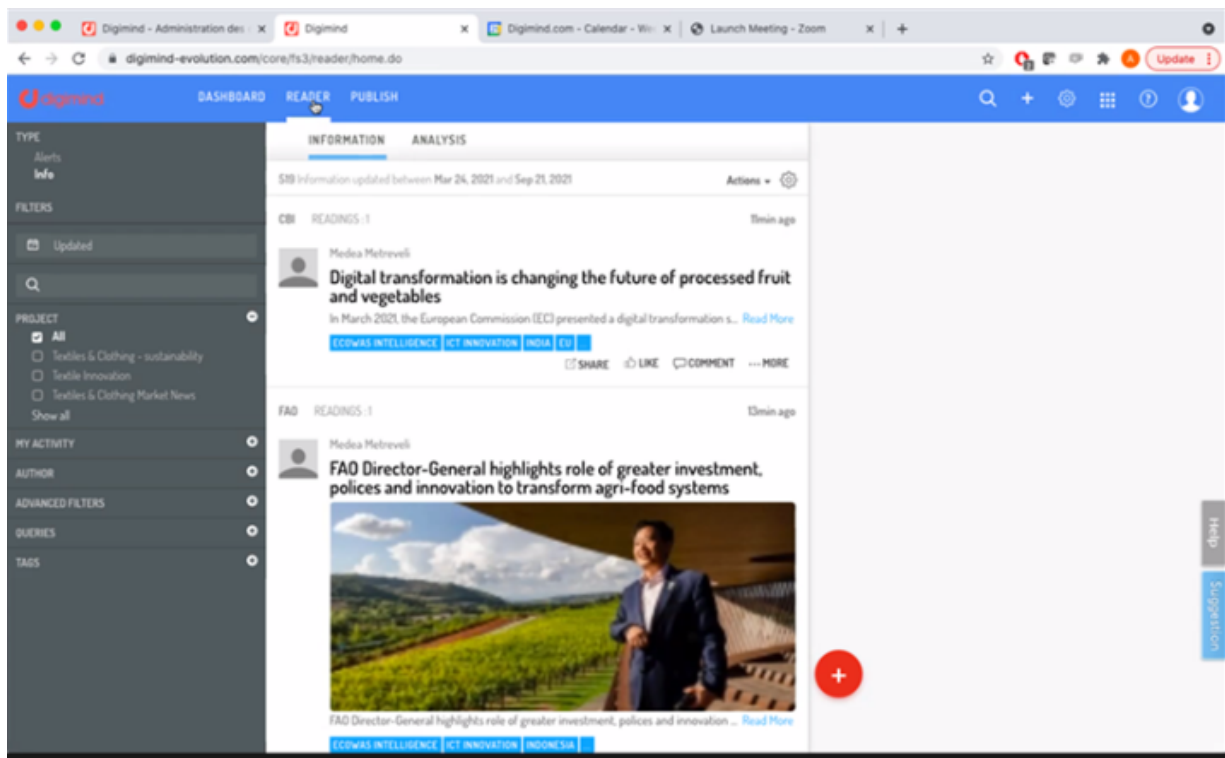 Digimind - Administration des
Digimind
Digimind.com - Calendar - We
Launch Meeting - Zoom
digimind-evolution.com/core/fs3/reader/home.do
A
Update
digimind
DASHBOARD
READER
PUBLISH
TYPE
Alerts
Info
FILTERS
Updated
PROJECT
All
Textiles & Clothing - sustainability
Textile Innovation
Textiles & Clothing Market News
Show all
MY ACTIVITY
AUTHOR
ADVANCED FILTERS
QUERIES
TAGS
INFORMATION
ANALYSIS
519 Information updated between Mar 24, 2021 and Sep 21, 2021
Actions
CBI READINGS : 1
11min ago
Medea Metreveli
Digital transformation is changing the future of processed fruit
and vegetables
In March 2021, the European Commission (EC) presented a digital transformation s... Read More
ECOWAS INTELLIGENCE ICT INNOVATION INDIA EU ...
SHARE LIKE COMMENT ... MORE
FAO READINGS : 1
13min ago
Medea Metreveli
FAO Director-General highlights role of greater investment,
polices and innovation to transform agri-food systems
FAO Director-General highlights role of greater investment, polices and innovation ... Read More
ECOWAS INTELLIGENCE ICT INNOVATION INDONESIA ...
Help
Suggestion